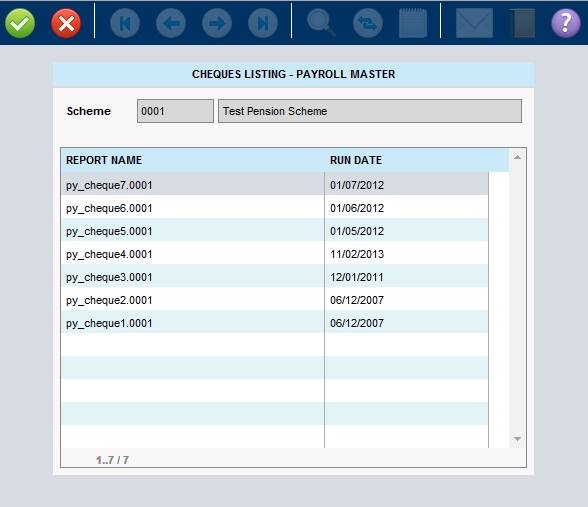 ?
CHEQUES LISTING - PAYROLL MASTER
Scheme 0001 Test Pension Scheme
REPORT NAME RUN DATE
py_cheque7.0001 01/07/2012
py_cheque6.0001 01/06/2012
py_cheque5.0001 01/05/2012
py_cheque4.0001 11/02/2013
py_cheque3.0001 12/01/2011
py_cheque2.0001 06/12/2007
py_cheque1.0001 06/12/2007
1..7 / 7